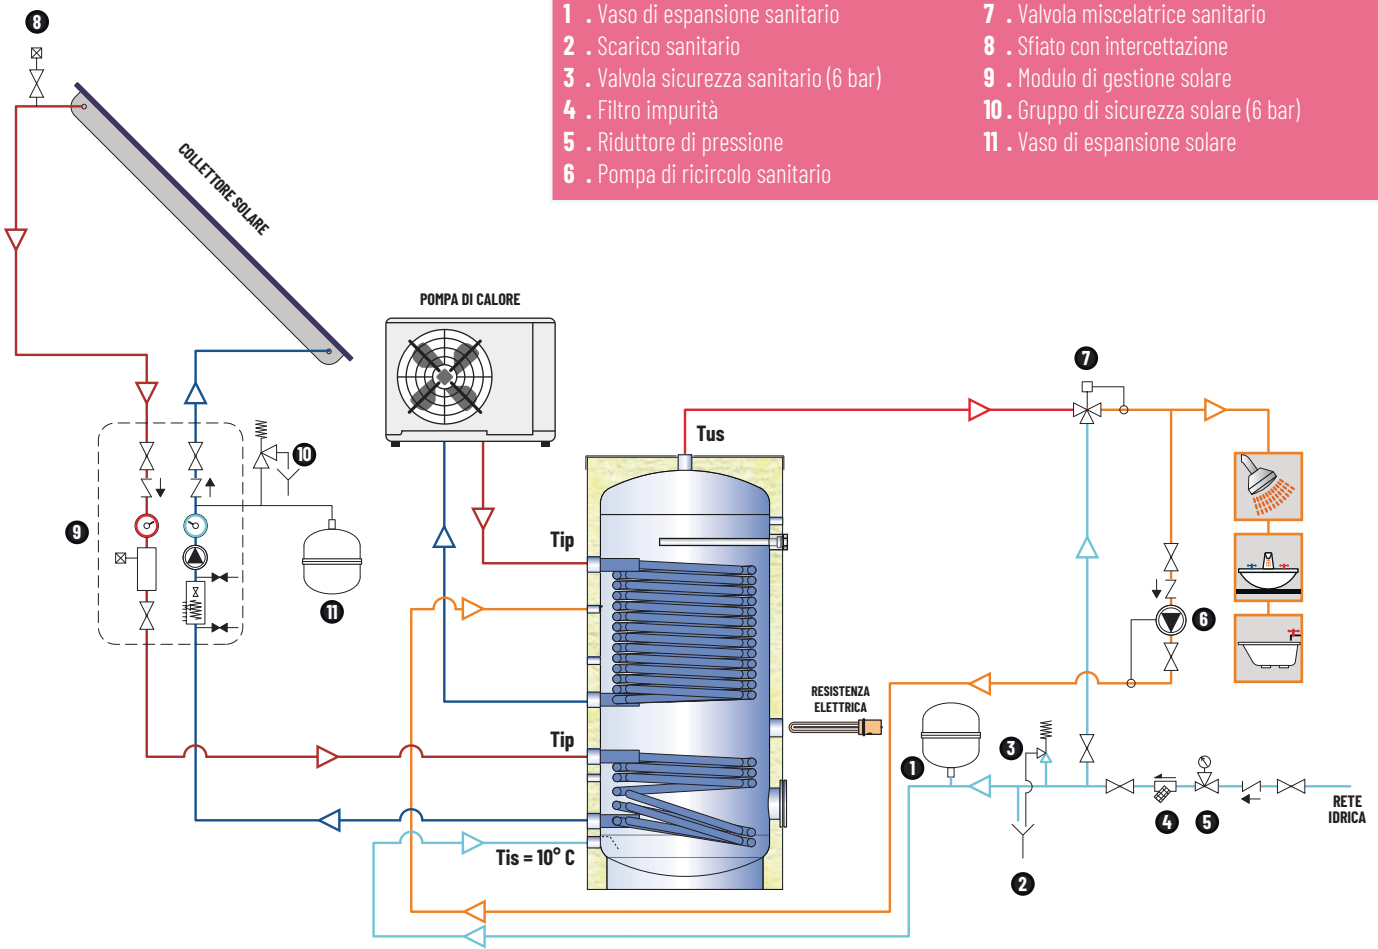 1 . Vaso di espansione sanitario
2 . Scarico sanitario
3 . Valvola sicurezza sanitario (6 bar)
4 . Filtro impurità
5 . Riduttore di pressione
6 . Pompa di ricircolo sanitario
7 . Valvola miscelatrice sanitario
8 . Sfiato con intercettazione
9 . Modulo di gestione solare
10 . Gruppo di sicurezza solare (6 bar)
11 . Vaso di espansione solare
8
COLLETTORE SOLARE
POMPA DI CALORE
7
Tus
10
9
Tip
11
6
RESISTENZA
ELETTRICA
Tip
3
1
4
5
RETE
IDRICA
Tis = 10° C
2